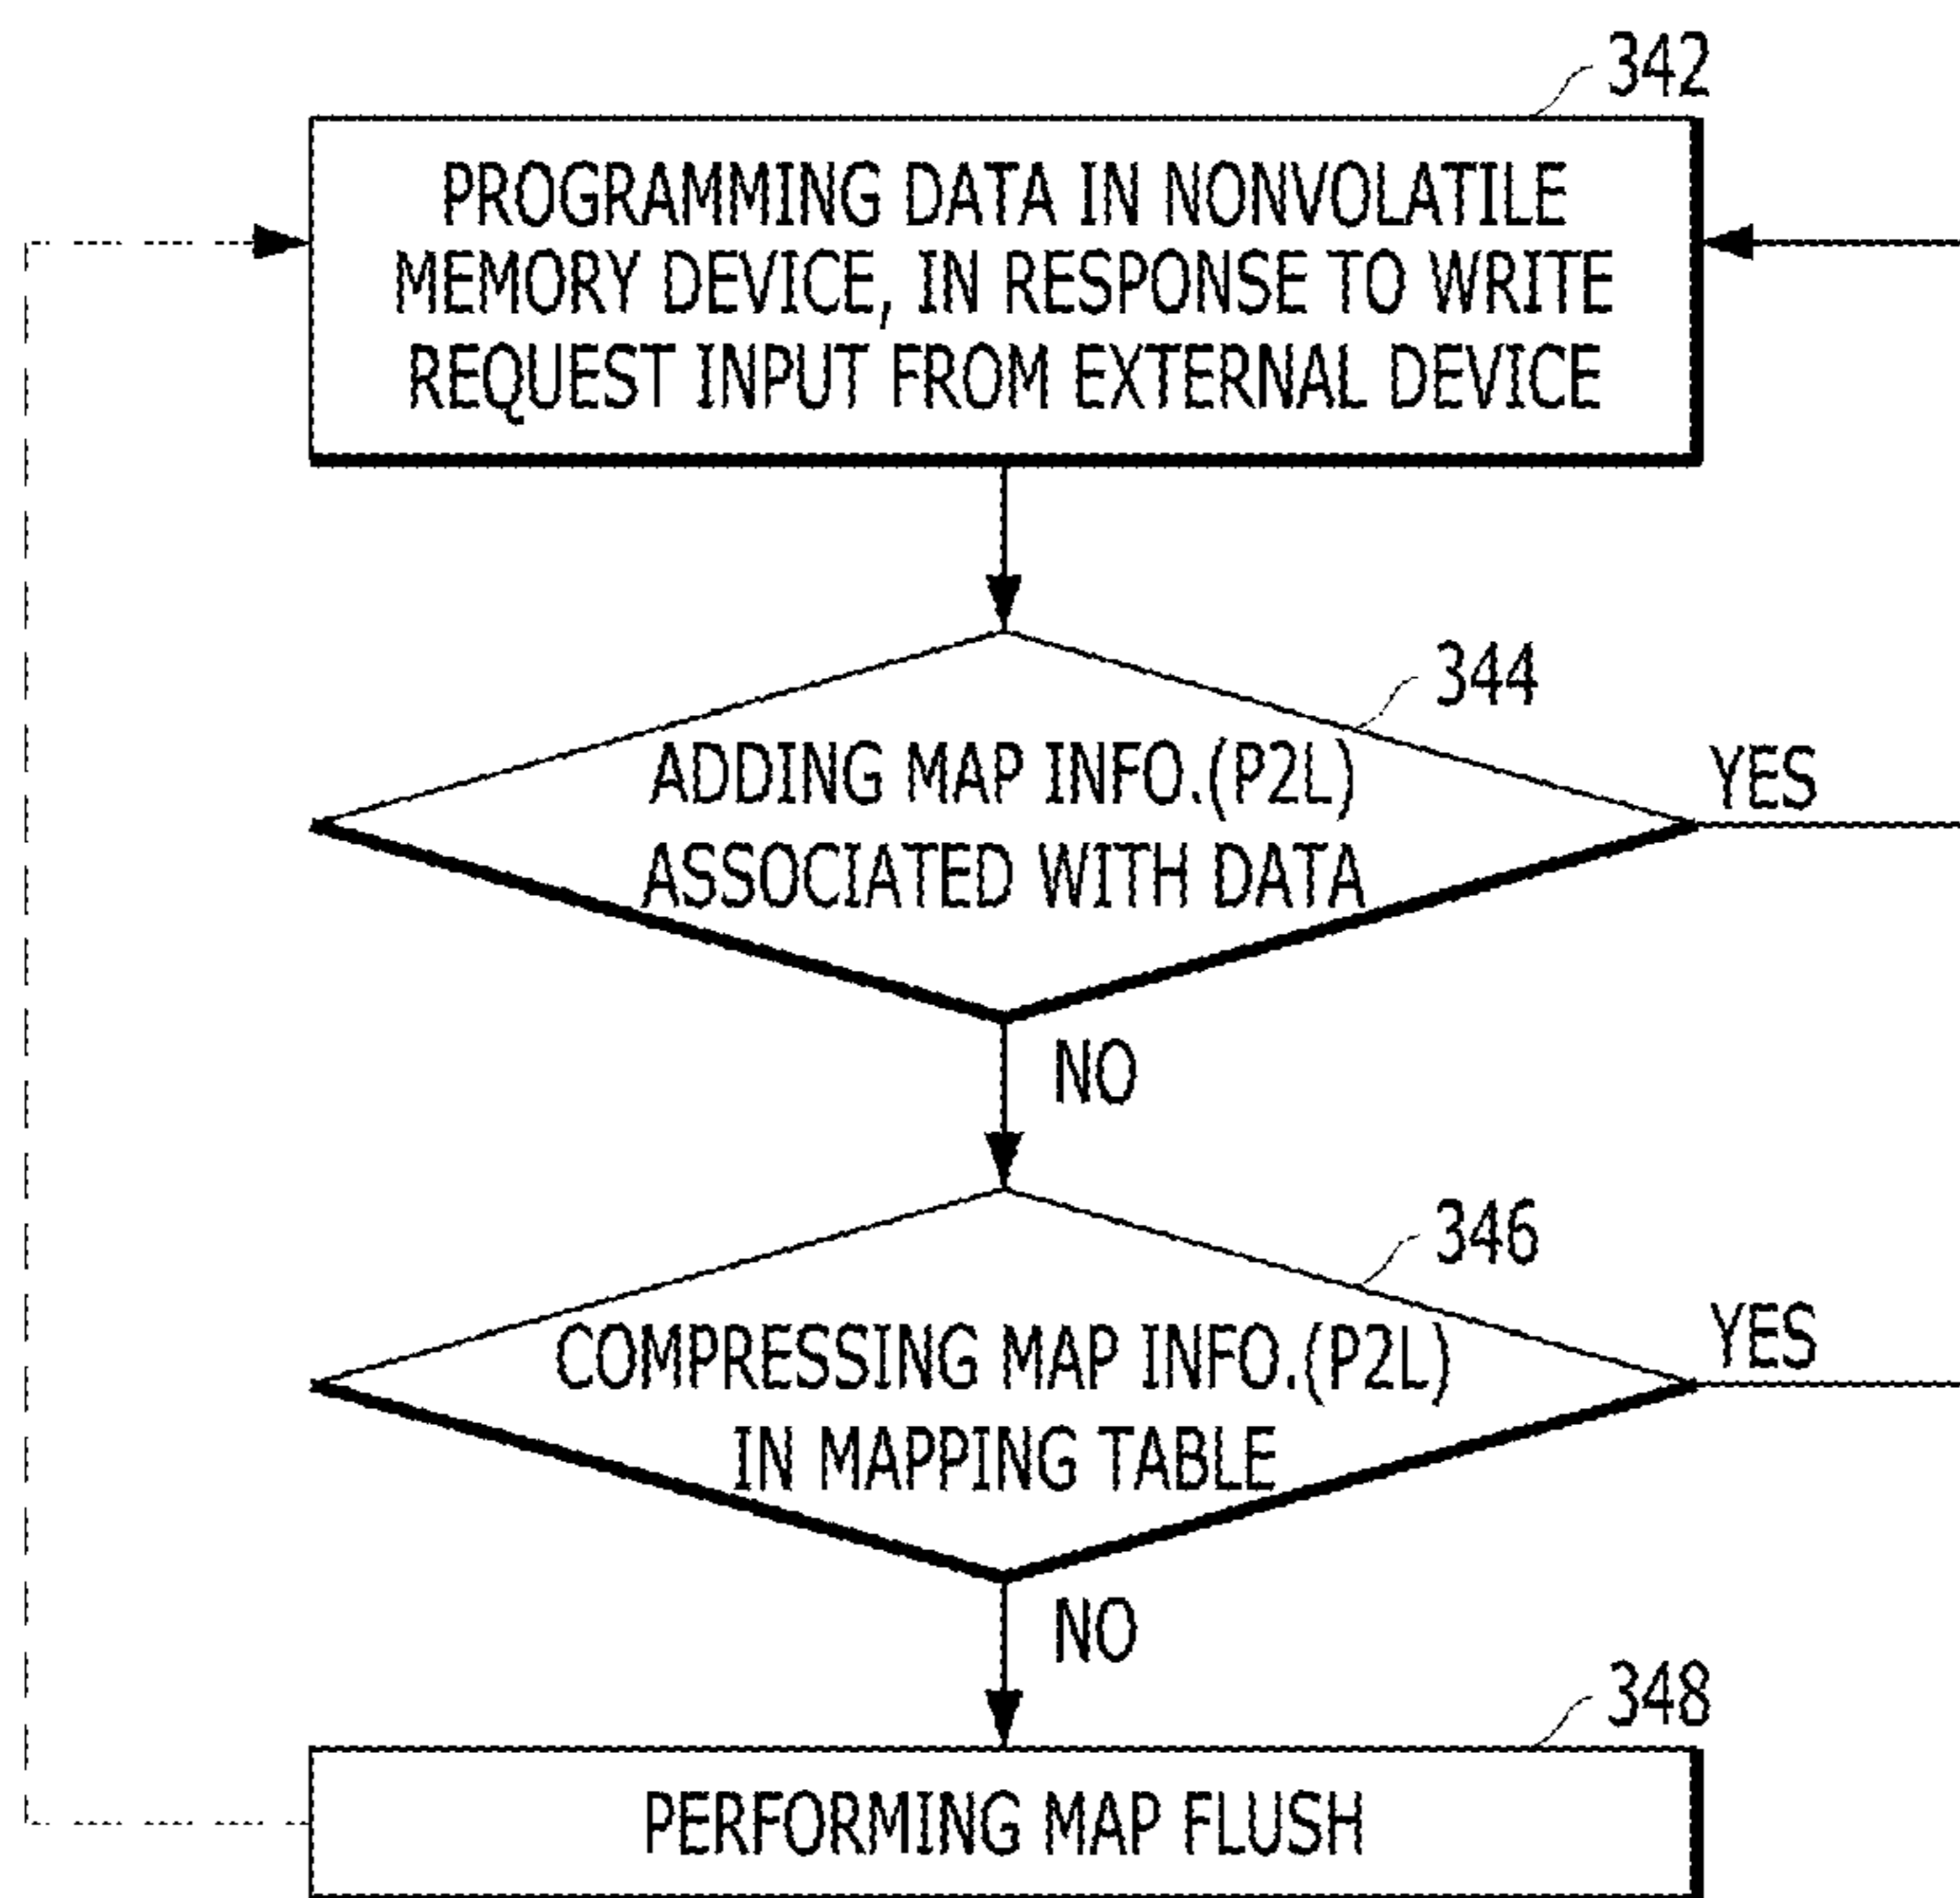 342
PROGRAMMING DATA IN NONVOLATILE
MEMORY DEVICE, IN RESPONSE TO WRITE
REQUEST INPUT FROM EXTERNAL DEVICE
344
ADDING MAP INFO.(P2L)
ASSOCIATED WITH DATA
YES
NO
346
COMPRESSING MAP INFO.(P2L)
IN MAPPING TABLE
YES
NO
348
PERFORMING MAP FLUSH